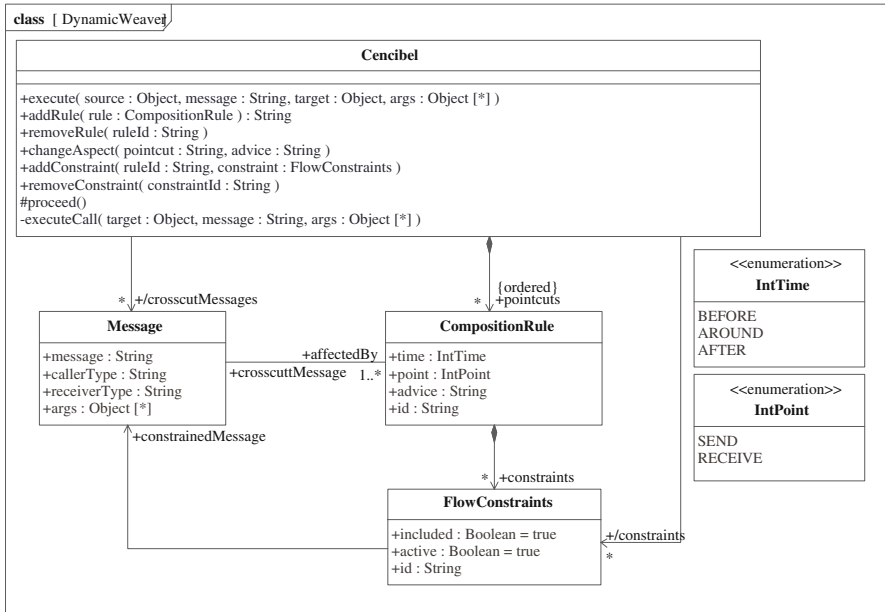 class [ DynamicWeaver]
Cencibel
+execute( source : Object, message : String, target : Object, args : Object [*] )
+addRule( rule : CompositionRule ) : String
+removeRule( ruleId : String )
+changeAspect( pointcut : String, advice : String )
+addConstraint( ruleId : String, constraint : FlowConstraints )
+removeConstraint( constraintId : String )
#proceed()
-executeCall( target : Object, message : String, args : Object [*] )
* +/crosscutMessages
{ordered}
* +pointcuts
<<enumeration>>
IntTime
BEFORE
AROUND
AFTER
Message
+message : String
+callerType : String
+receiverType : String
+args : Object [*]
+affectedBy
+crosscuttMessage
1..*
CompositionRule
+time : IntTime
+point : IntPoint
+advice : String
+id : String
<<enumeration>>
IntPoint
SEND
RECEIVE
+constrainedMessage
* +constraints
FlowConstraints
+included : Boolean = true
+active : Boolean = true
+id : String
+/constraints
*